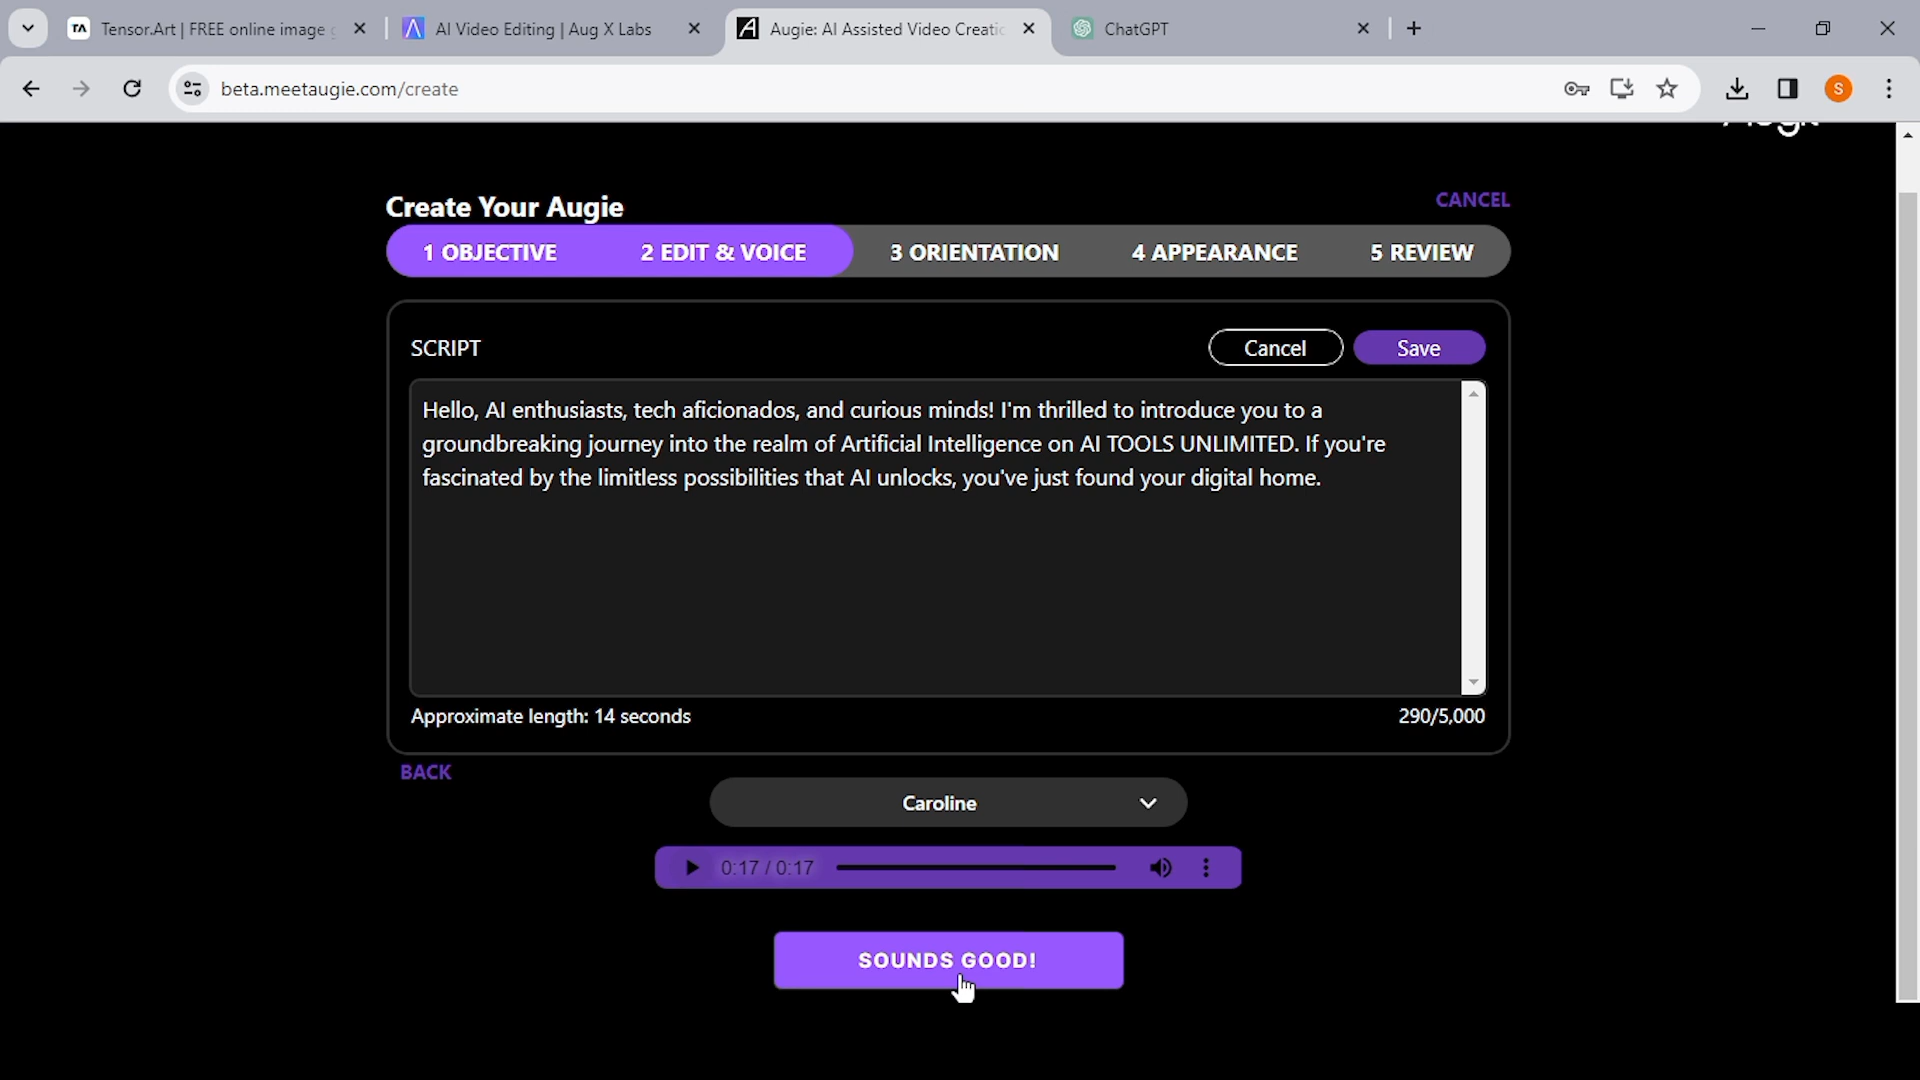 TA Tensor.Art | FREE online image
AI Video Editing | Aug X Labs
Augie: AI Assisted Video Creatic
ChatGPT
beta.meetaugie.com/create
S
Create Your Augie
CANCEL
1 OBJECTIVE
2 EDIT & VOICE
3 ORIENTATION
4 APPEARANCE
5 REVIEW
SCRIPT
Cancel
Save
Hello, AI enthusiasts, tech aficionados, and curious minds! I'm thrilled to introduce you to a
groundbreaking journey into the realm of Artificial Intelligence on AI TOOLS UNLIMITED. If you're
fascinated by the limitless possibilities that AI unlocks, you've just found your digital home.
Approximate length: 14 seconds
290/5,000
BACK
Caroline
0:17 / 0:17
SOUNDS GOOD!